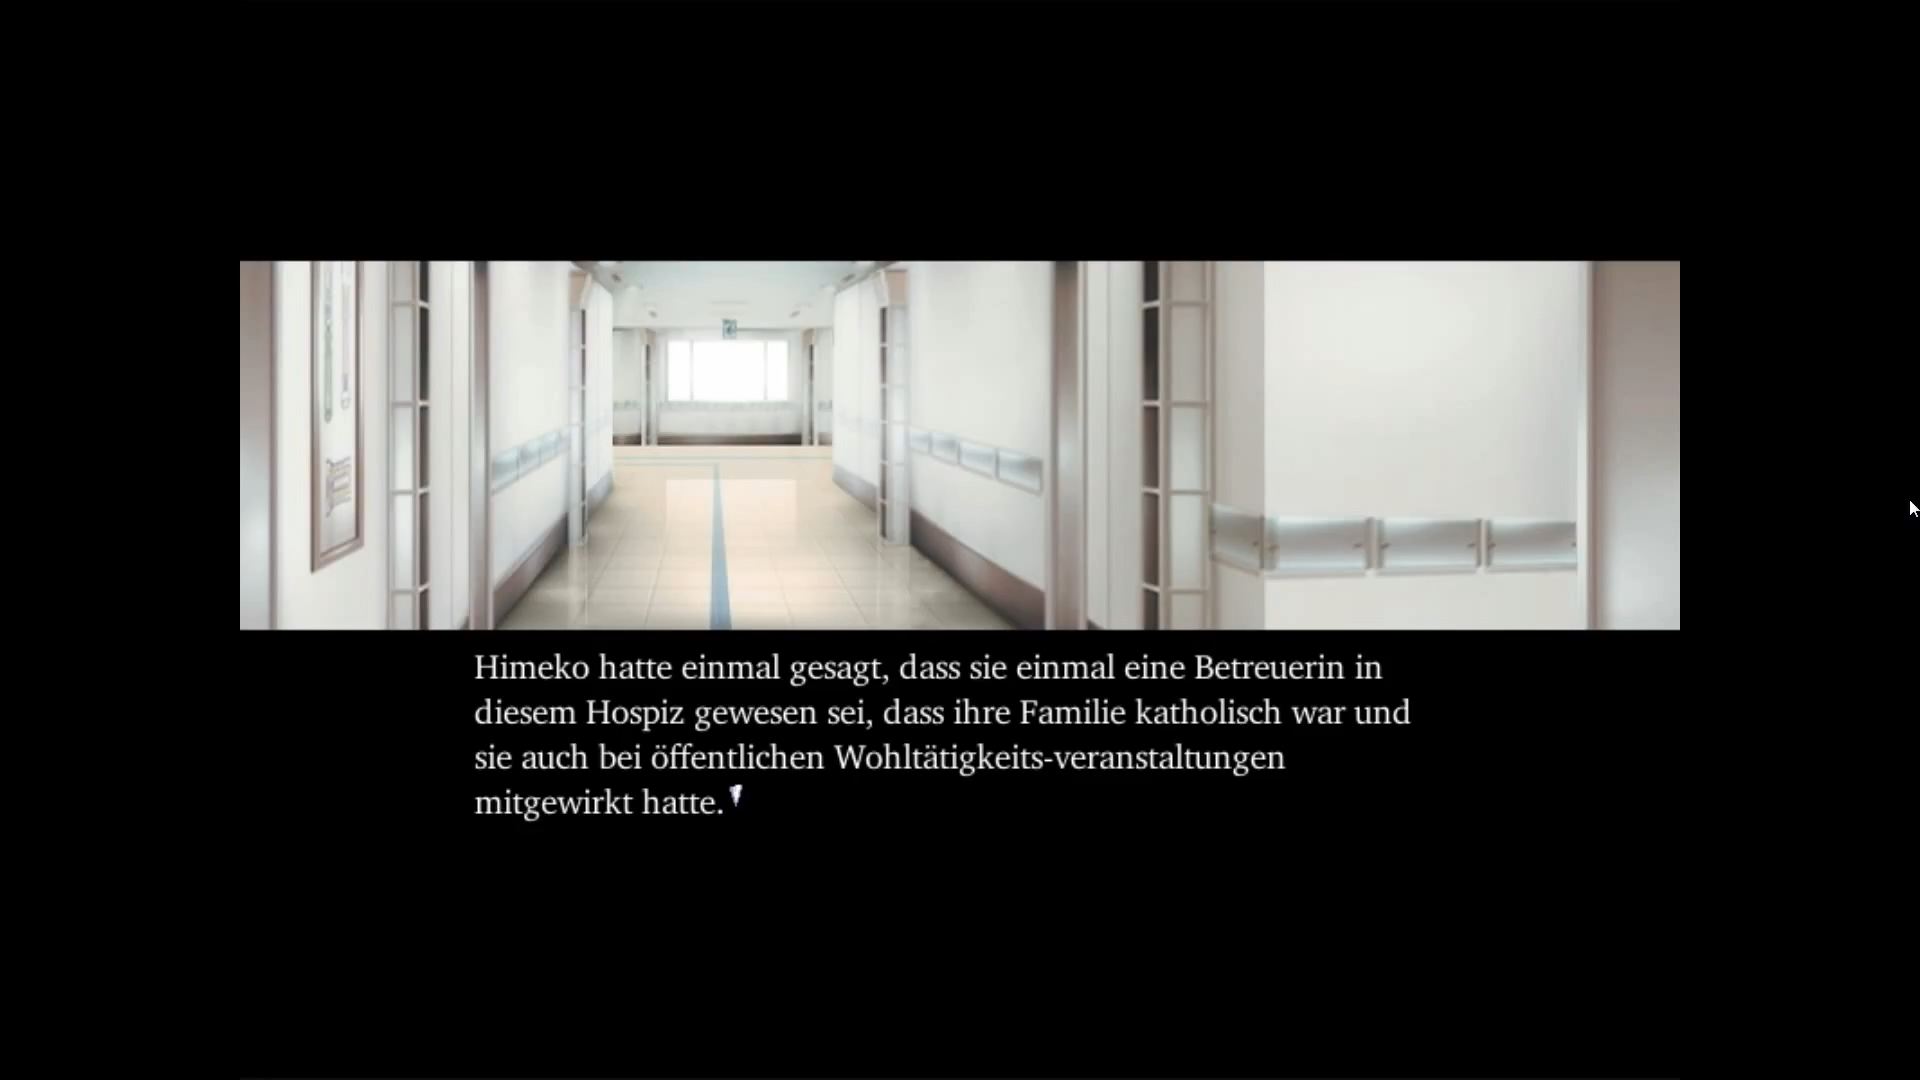 Himeko hatte einmal gesagt, dass sie einmal eine Betreuerin in
diesem Hospiz gewesen sei, dass ihre Familie katholisch war und
sie auch bei öffentlichen Wohltätigkeits-veranstaltungen
mitgewirkt hatte.